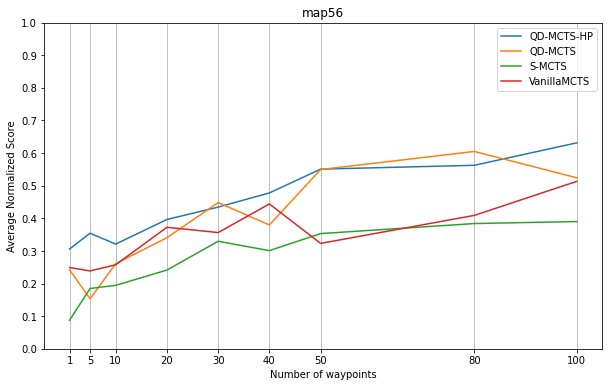 map56
Average Normalized Score
1.0
0.9
0.8
0.7
0.6
0.5
0.4
0.3
0.2
0.1
0.0
QD-MCTS-HP
QD-MCTS
S-MCTS
VanillaMCTS
1 5 10 20 30 40 50 80 100
Number of waypoints